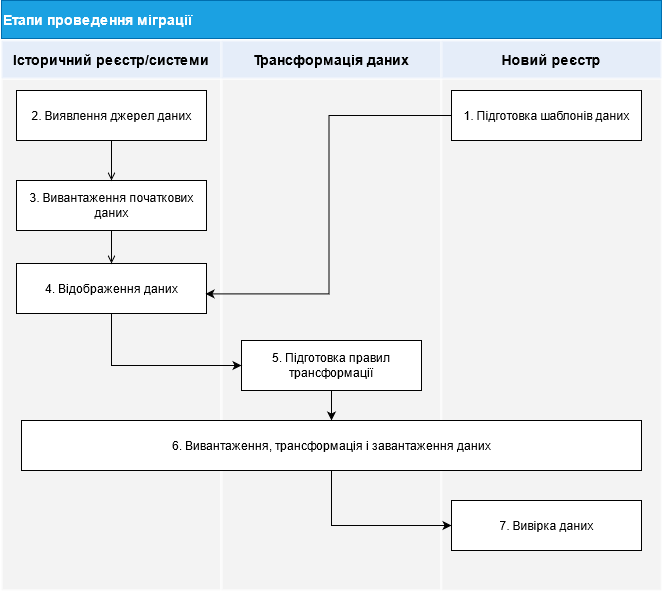 Етапи проведення міграції
Історичний реєстр/системи
Трансформація даних
Новий реєстр
2. Виявлення джерел даних
1. Підготовка шаблонів даних
3. Вивантаження початкових
даних
4. Відображення даних
5. Підготовка правил
трансформації
6. Вивантаження, трансформація і завантаження даних
7. Вивірка даних